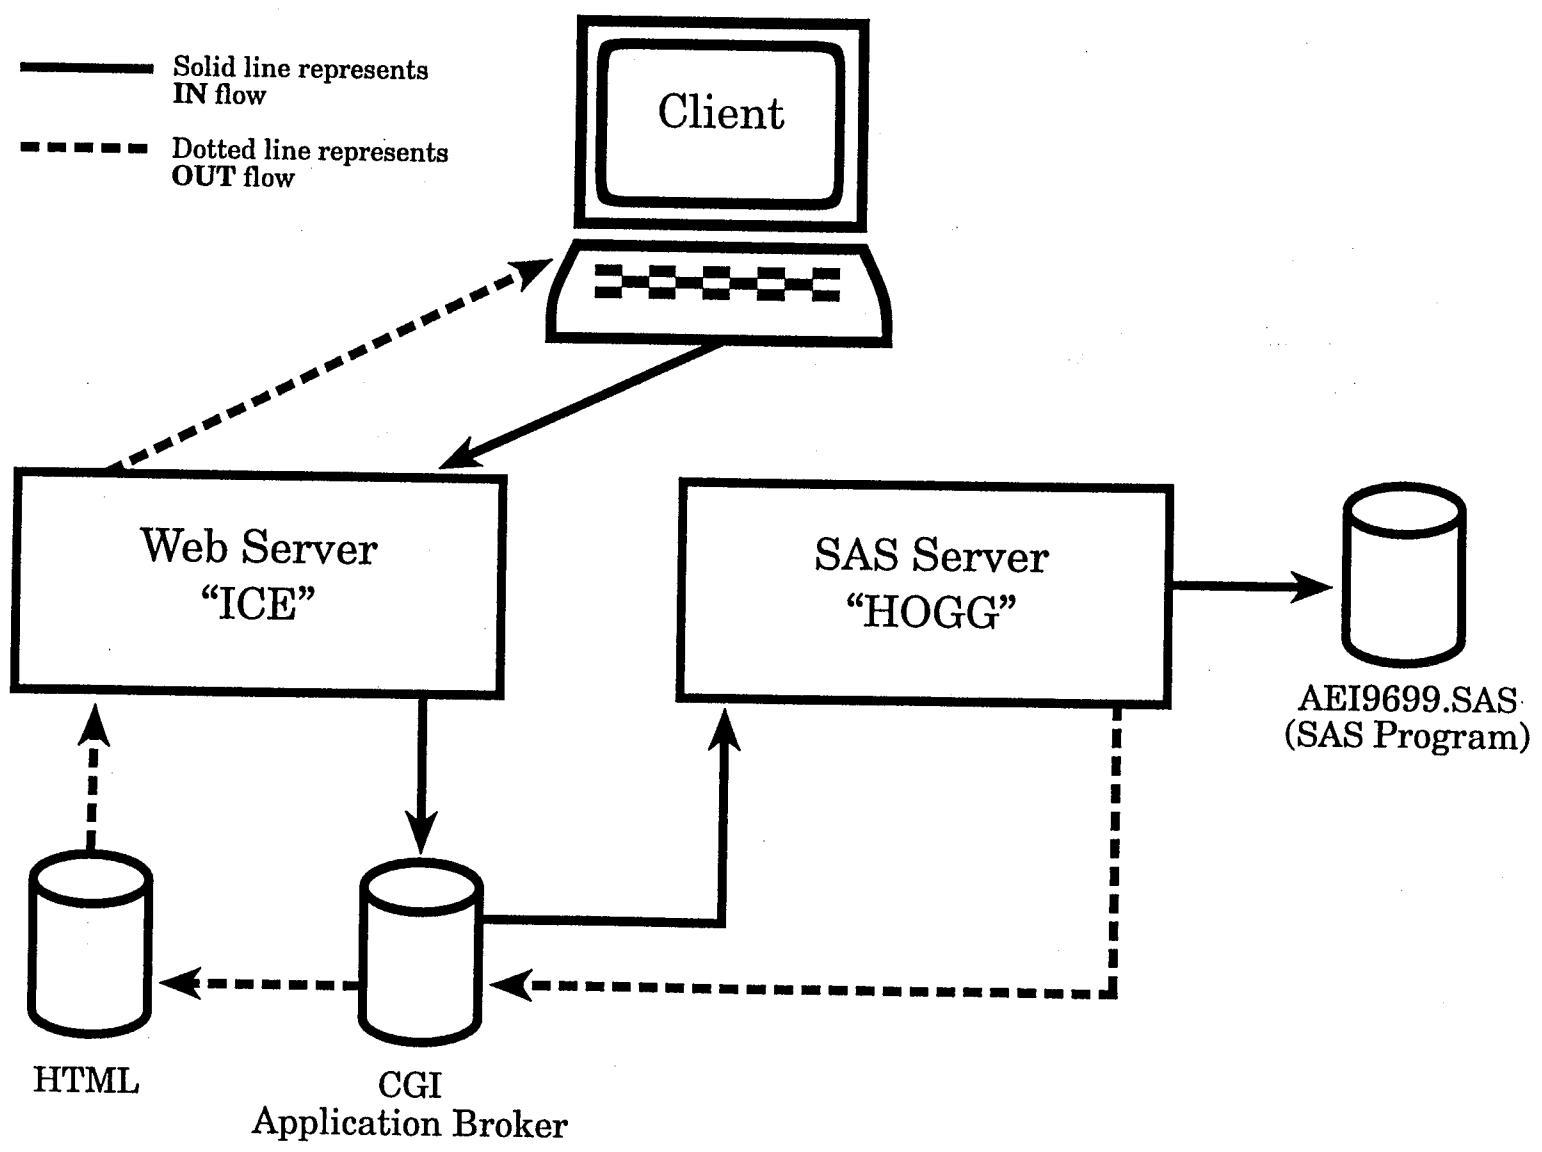 Solid line represents
IN flow
Dotted line represents
OUT flow
Client
Web Server
“ICE”
SAS Server
“HOGG”
AEI9699.SAS
(SAS Program)
HTML
CGI
Application Broker